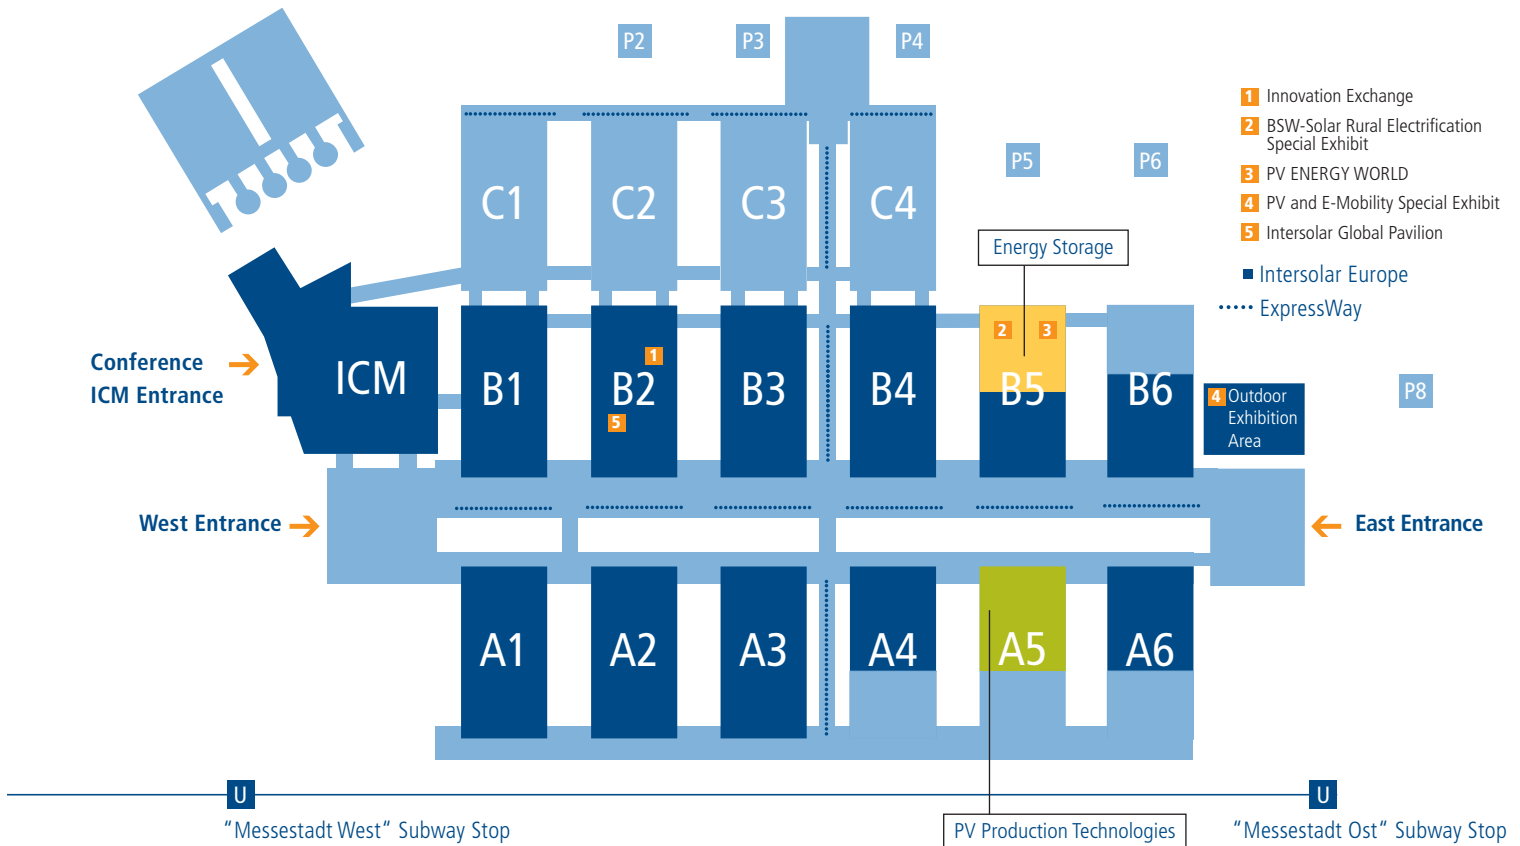 P2
P3
P4
1 Innovation Exchange
2 BSW-Solar Rural Electrification
Special Exhibit
3 PV ENERGY WORLD
4 PV and E-Mobility Special Exhibit
5 Intersolar Global Pavilion
Intersolar Europe
ExpressWay
P5
P6
C1
C2
C3
C4
Energy Storage
2
3
1
Conference
ICM Entrance
ICM
B1
B2
B3
B4
B5
B6
5
4 Outdoor
Exhibition
Area
P8
West Entrance
East Entrance
A1
A2
A3
A4
A5
A6
U
U
“Messestadt West“ Subway Stop
PV Production Technologies
“Messestadt Ost“ Subway Stop